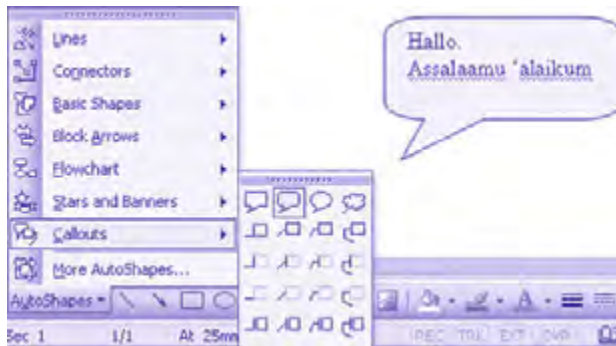 Lines
Connectors
Basic Shapes
Block Arrows
Flowchart
Stars and Banners
Callouts
More AutoShapes...
AutoShapes
Sec 1 1/1 At 25mm
REC TRK EXT OVR
Hallo.
Assalaamu 'alaikum
A